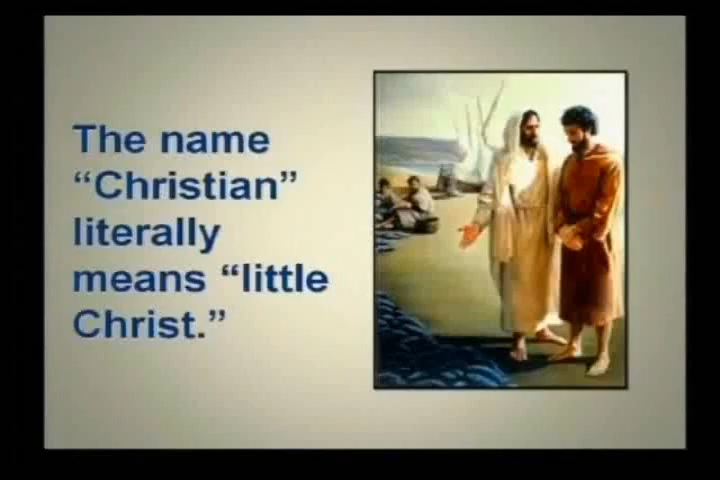 The name
“Christian”
literally
means “little
Christ.”